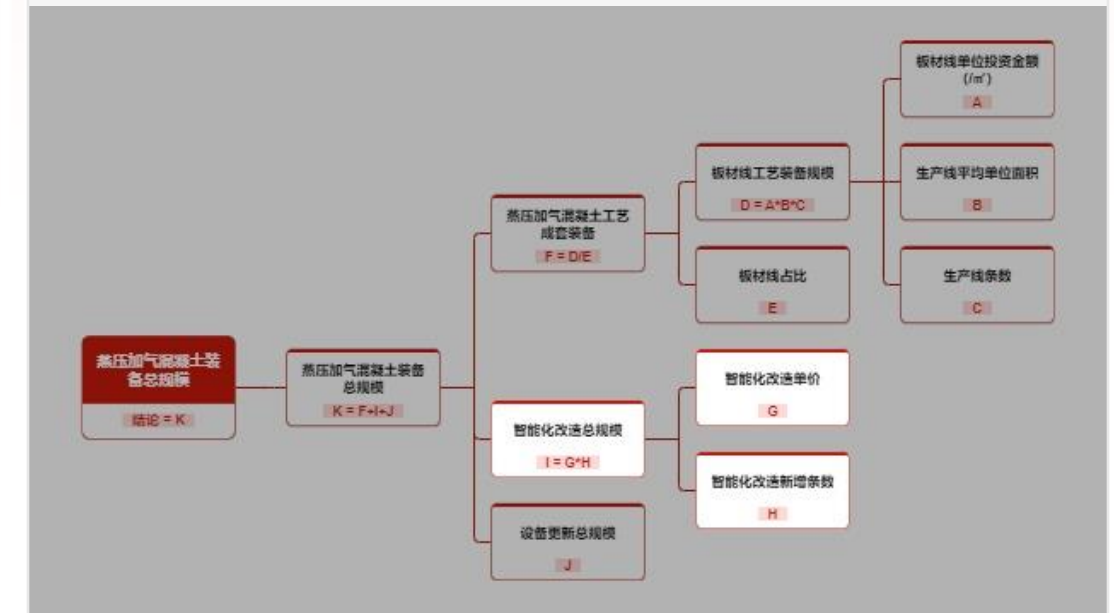 板材线单位投资金额
(/㎡)
A
板材线工艺装备规模
D = A*B*C
生产线平均单位面积
B
蒸压加气混凝土工艺
成套装备
F = D/E
板材线占比
E
生产线条数
C
蒸压加气混凝土装
备总规模
结论 = K
蒸压加气混凝土装备
总规模
K = F+I+J
智能化改造单价
G
智能化改造总规模
I = G*H
智能化改造新增条数
H
设备更新总规模
J